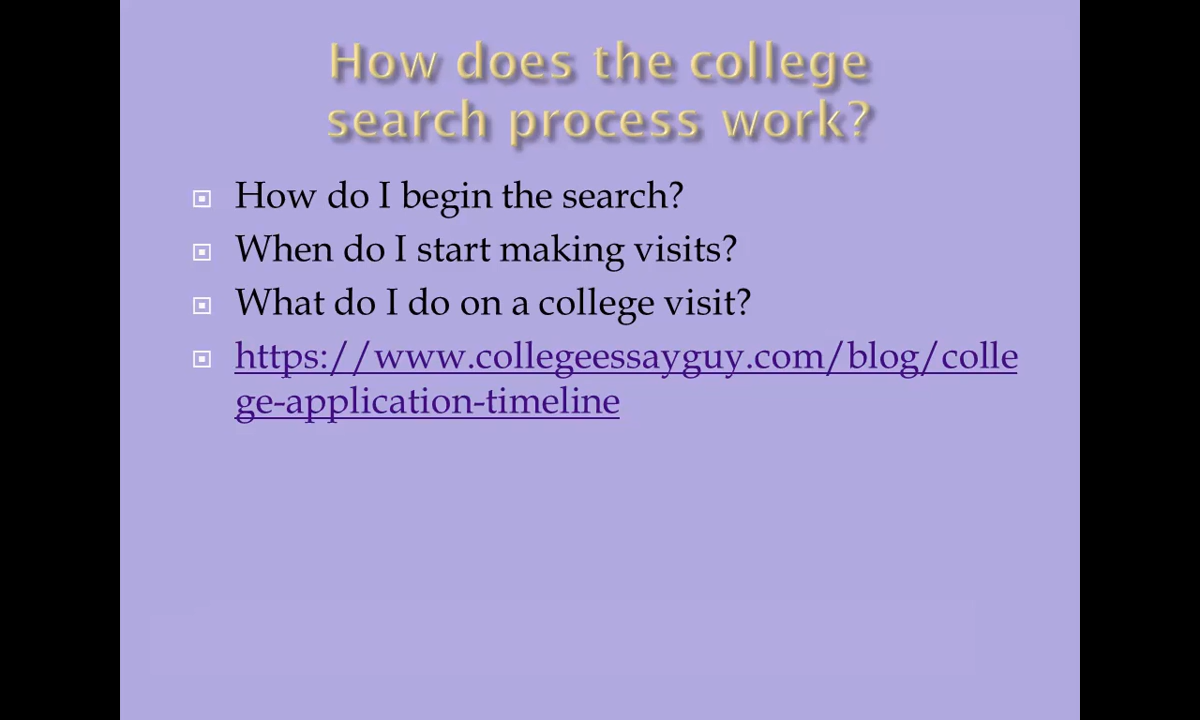 How does the college
search process work?
How do I begin the search?
When do I start making visits?
What do I do on a college visit?
https://www.collegeessayguy.com/blog/colle
ge-application-timeline